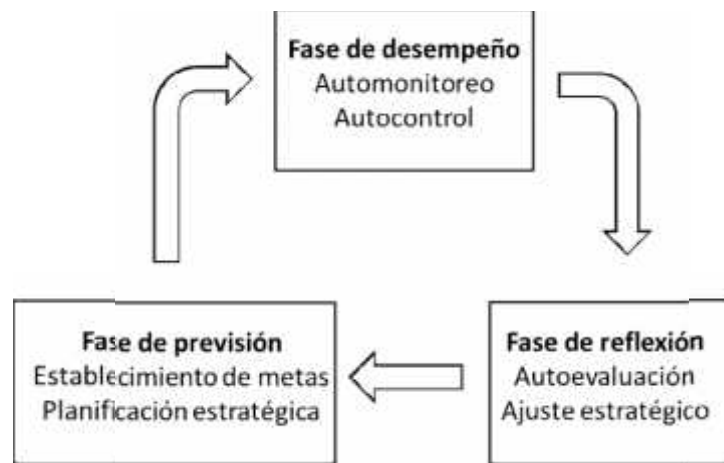 Fase de desempeño
Automonitoreo
Autocontrol
Fase de previsión
Establecimiento de metas
Planificación estratégica
Fase de reflexión
Autoevaluación
Ajuste estratégico